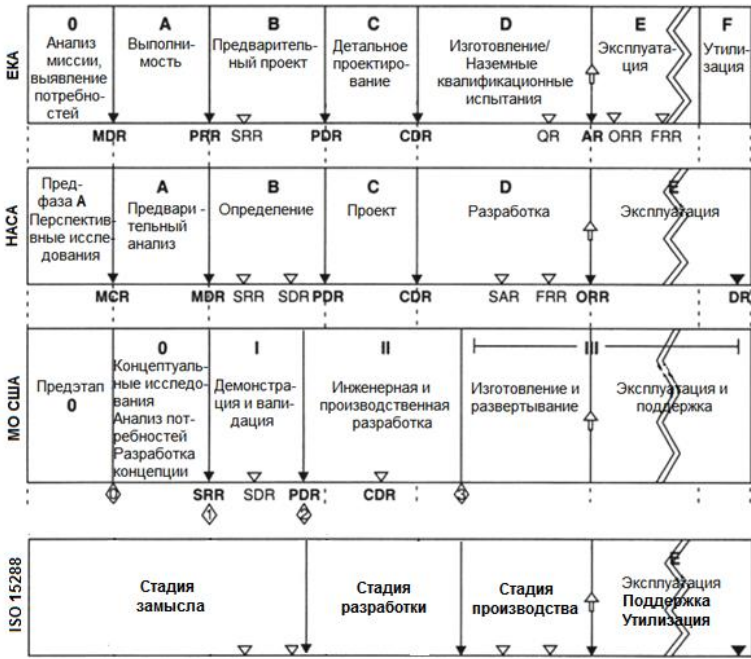 ЕКА
0
Анализ
миссии,
выявление
потребно-
стей
A
Выполни-
мость
B
Предваритель-
ный проект
C
Детальное
проектиро-
вание
D
Изготовление/
Наземные
квалификационные
испытания
E
Эксплуата-
ция
F
Утили-
зация
MDR
PRR
SRR
PDR
CDR
QR
AR
ORR
FRR
НАСА
Пред-
фаза A
Перспектив-
вные иссле-
дования
A
Предвари-
тельный
анализ
B
Определение
C
Проект
D
Разработка
E
Эксплуатация
MCR
MDR
SRR
SDR
PDR
CDR
SAR
FRR
ORR
DR
МО США
Предэтап
0
0
Концептуаль-
ные исследо-
вания
Анализ пот-
ребностей
Разработка
концепции
I
Демонстра-
ция и вали-
дация
II
Инженерная и
производственная
разработка
III
Изготовление и
развертывание
Эксплуатация и
поддержка
0
SRR
1
SDR
PDR
2
CDR
3
ISO 15288
Стадия
замысла
Стадия
разработки
Стадия
производства
E
Эксплуатация
Поддержка
Утилизация